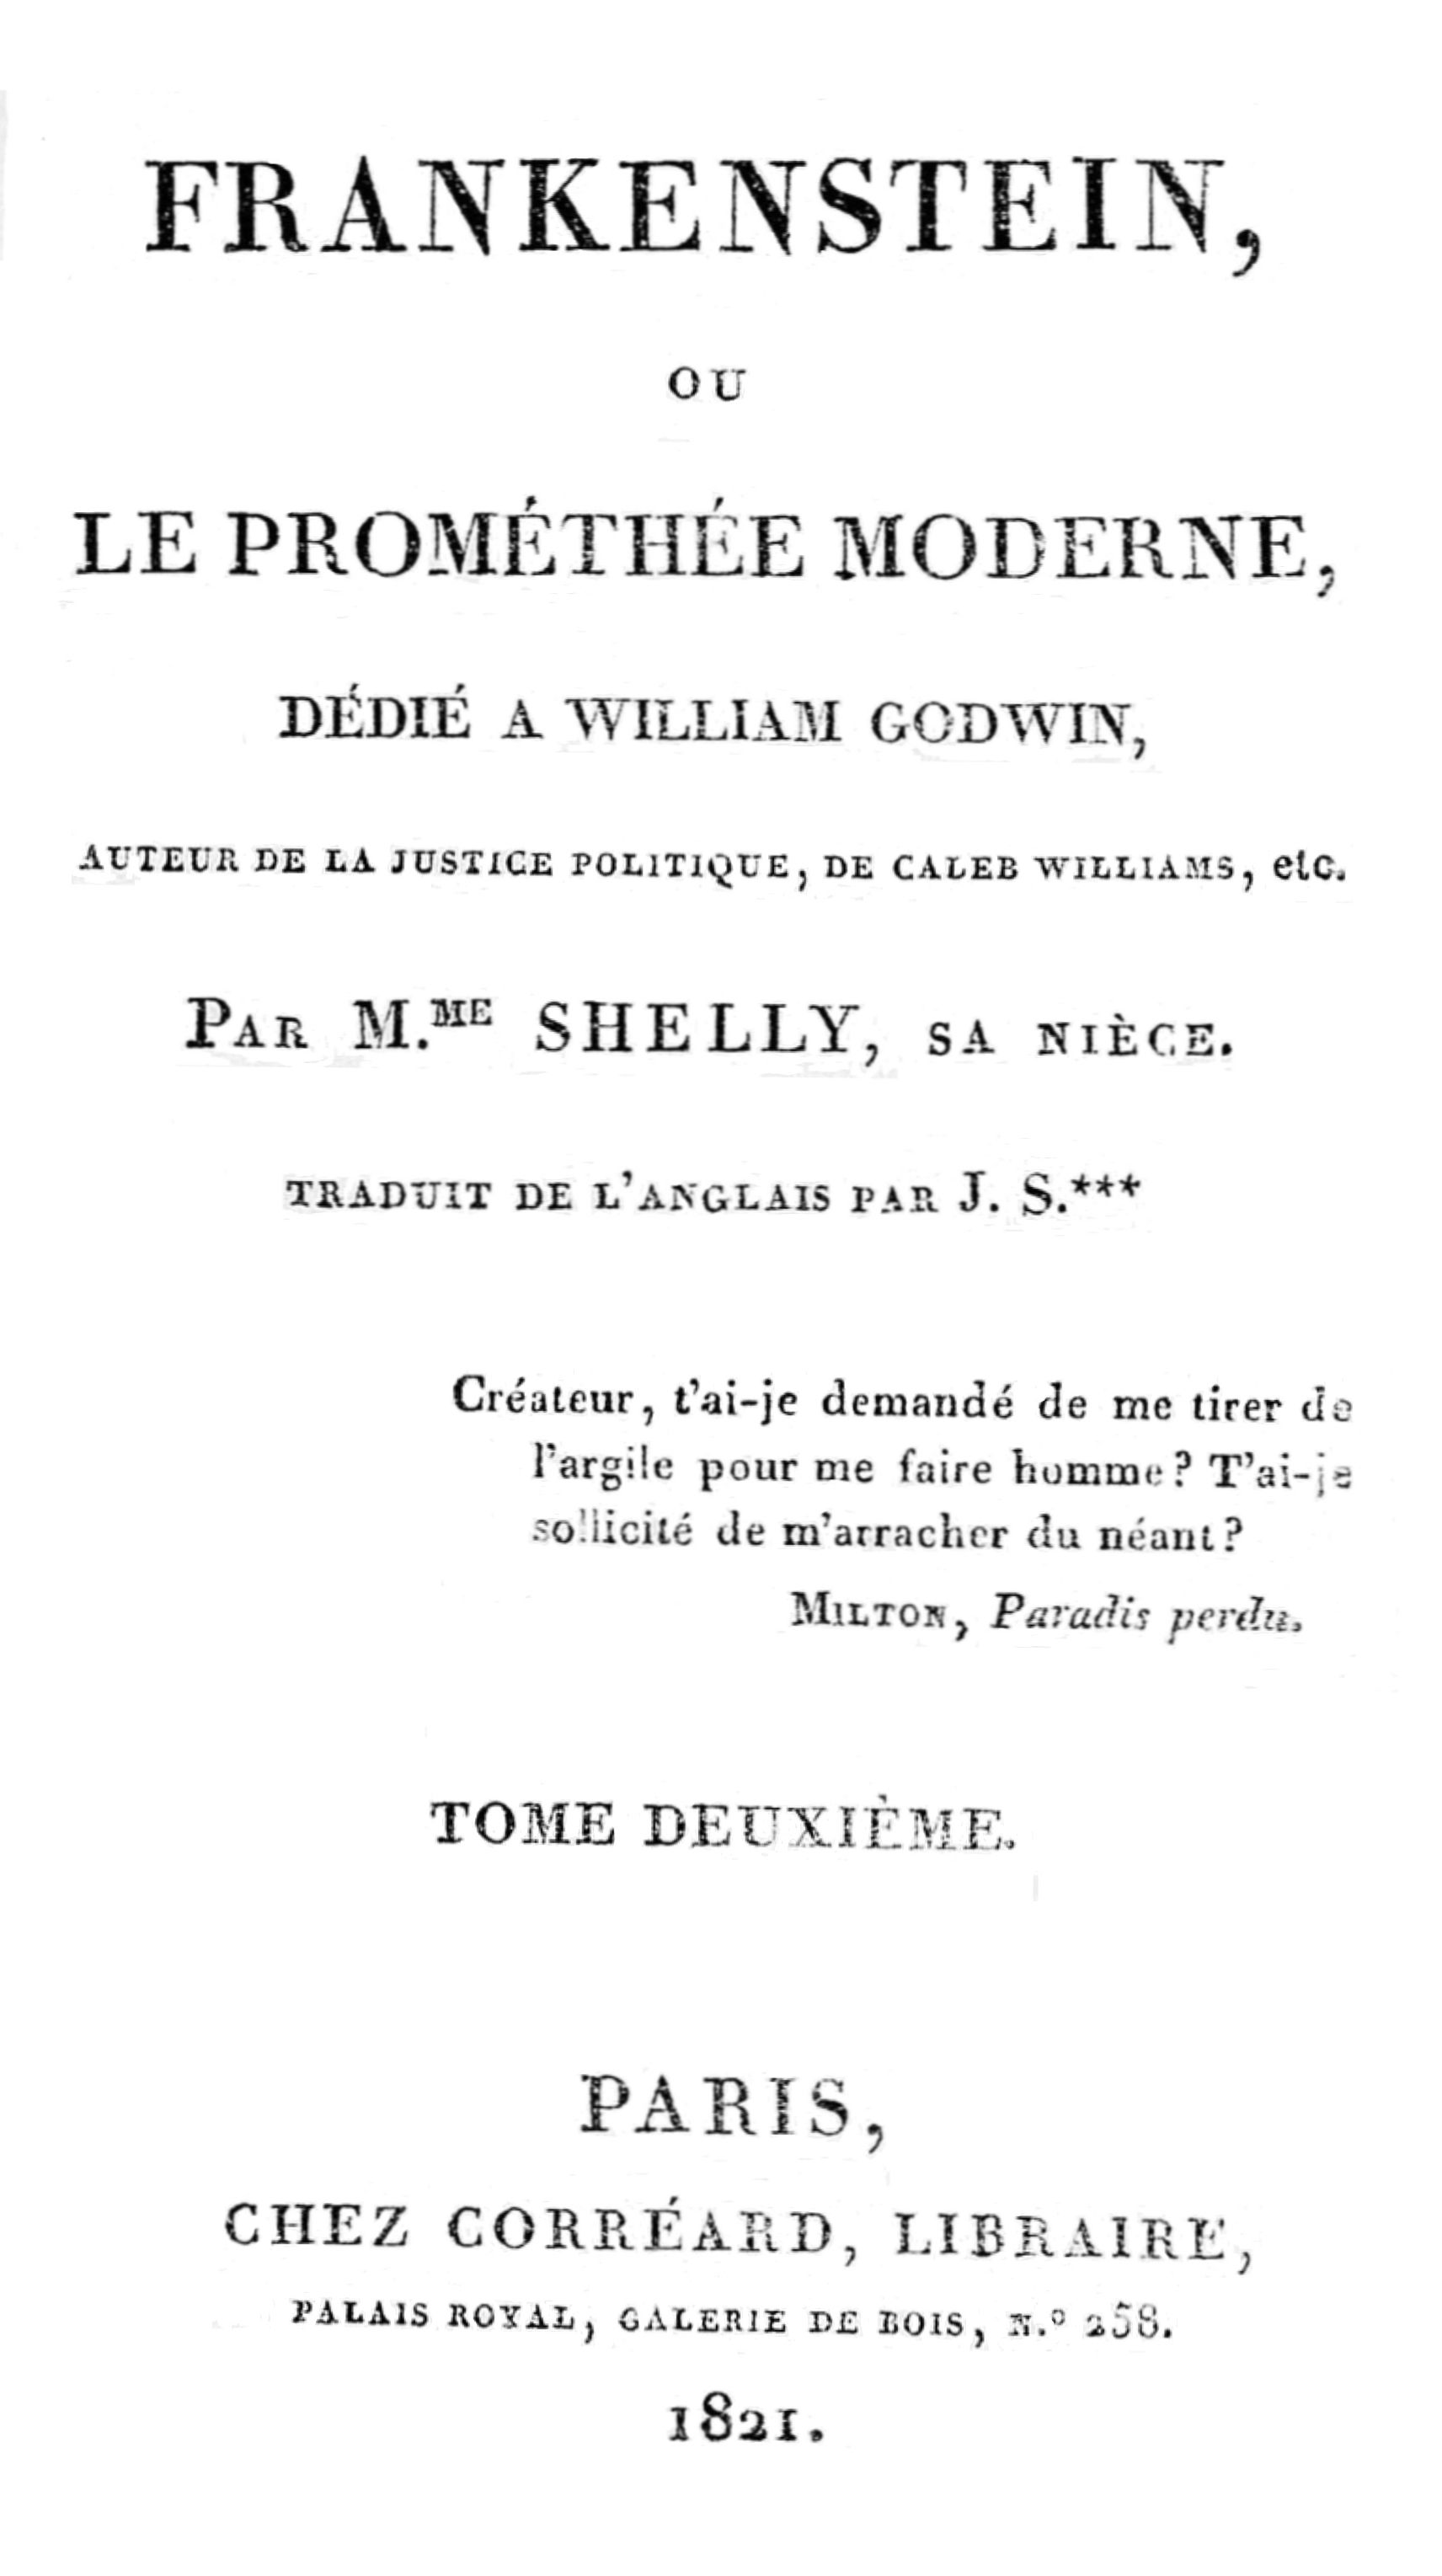 FRANKENSTEIN,
OU
LE PROMÉTHÉE MODERNE,
DÉDIÉ A WILLIAM GODWIN,
AUTEUR DE LA JUSTICE POLITIQUE, DE CALEB WILLIAMS, etc.
PAR M.ME SHELLY, SA NIÈCE.
TRADUIT DE L'ANGLAIS PAR J. S.***
Créateur, t'ai-je demandé de me tirer de
l'argile pour me faire homme? T'ai-je
sollicité de m'arracher du néant?
MILTON, Paradis perdu.
TOME DEUXIÈME.
PARIS,
CHEZ CORRÉARD, LIBRAIRE,
PALAIS ROYAL, GALERIE DE BOIS, N.º 258.
1821.